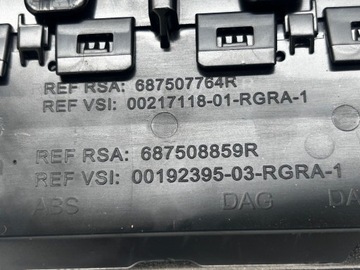 REF RSA: 687507764R
REF VSI: 00217118-01-RGRA-1
REF RSA: 687508859R
REF VSI: 00192395-03-RGRA-1
ABS DAG DA